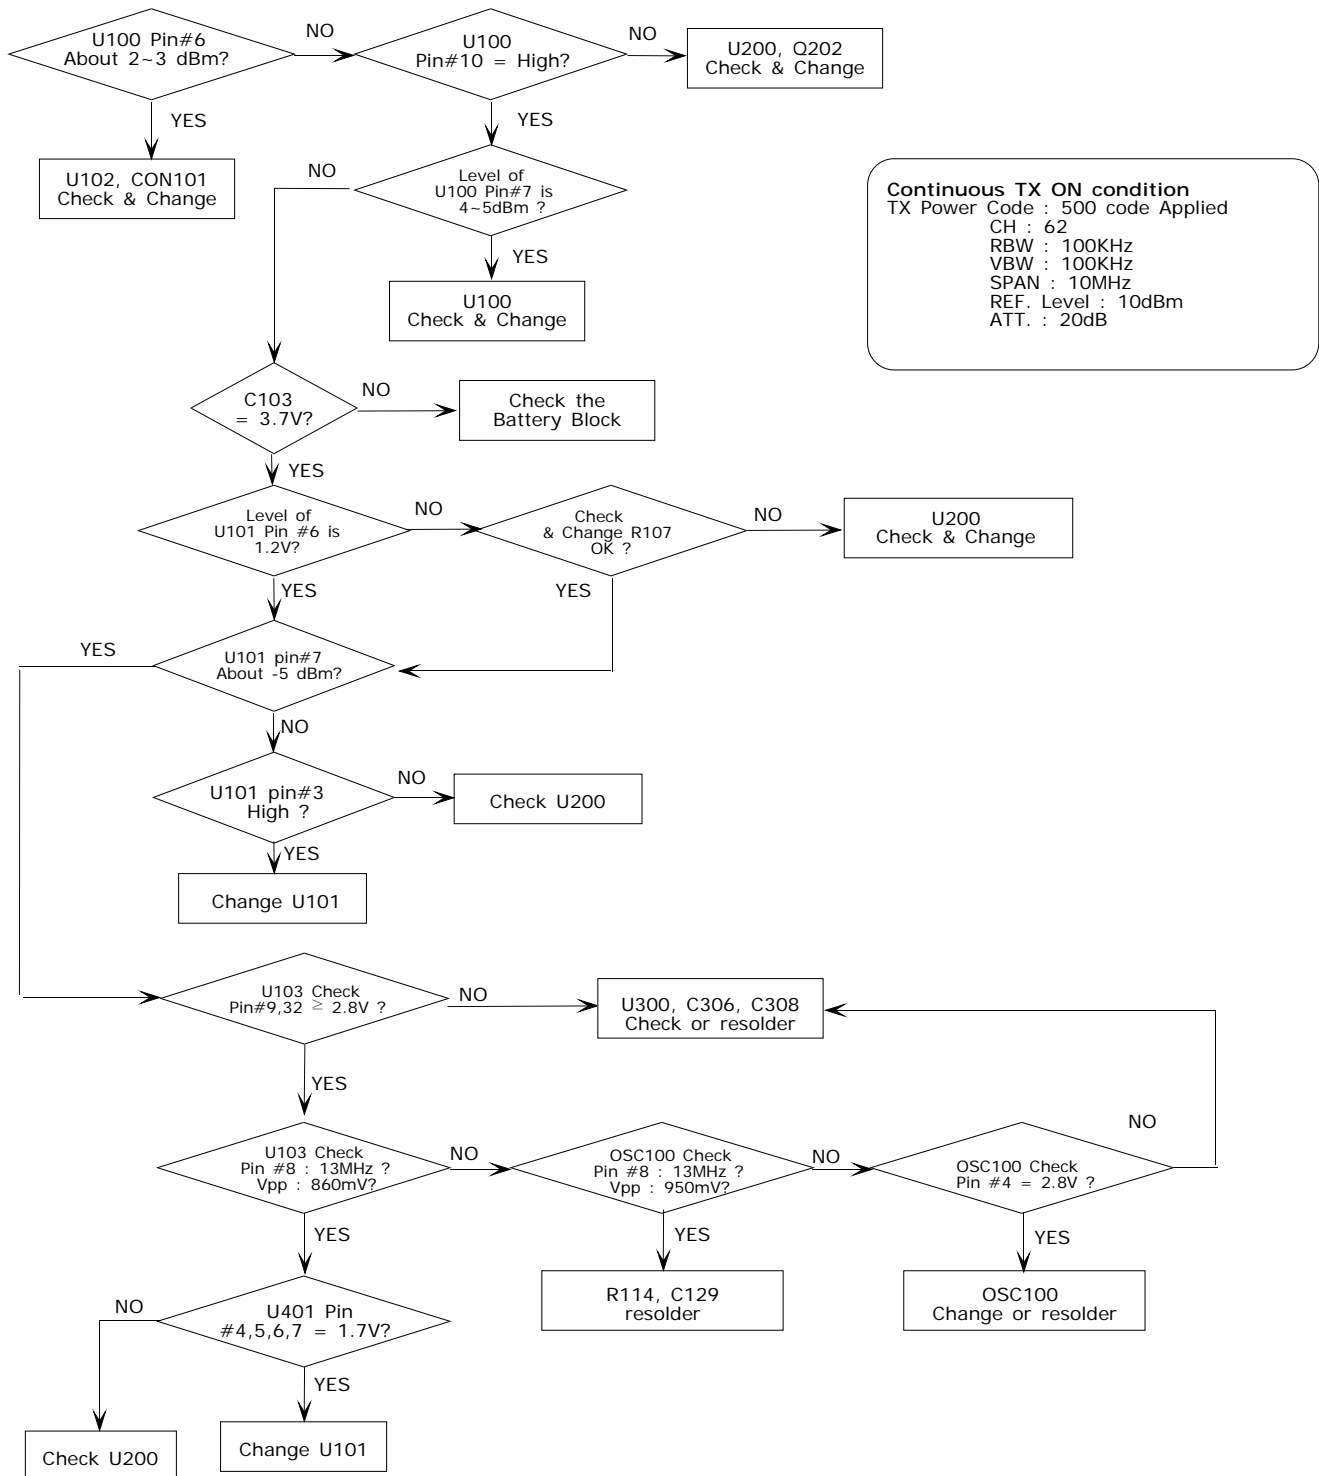 U100 Pin#6
About 2~3 dBm?
NO
U100
Pin#10 = High?
NO
U200, Q202
Check & Change
YES
U102, CON101
Check & Change
YES
NO
Level of
U100 Pin#7 is
4~5dBm ?
YES
U100
Check & Change
Continuous TX ON condition
TX Power Code : 500 code Applied
CH : 62
RBW : 100KHz
VBW : 100KHz
SPAN : 10MHz
REF. Level : 10dBm
ATT. : 20dB
C103
= 3.7V?
NO
Check the
Battery Block
YES
Level of
U101 Pin #6 is
1.2V?
NO
Check
& Change R107
OK ?
NO
U200
Check & Change
YES
YES
YES
U101 pin#7
About -5 dBm?
NO
U101 pin#3
High ?
NO
Check U200
YES
Change U101
U103 Check
Pin#9,32 ≥ 2.8V ?
NO
U300, C306, C308
Check or resolder
YES
U103 Check
Pin #8 : 13MHz ?
Vpp : 860mV?
NO
OSC100 Check
Pin #8 : 13MHz ?
Vpp : 950mV?
NO
OSC100 Check
Pin #4 = 2.8V ?
NO
YES
YES
YES
R114, C129
resolder
OSC100
Change or resolder
NO
U401 Pin
#4,5,6,7 = 1.7V?
YES
Check U200
Change U101